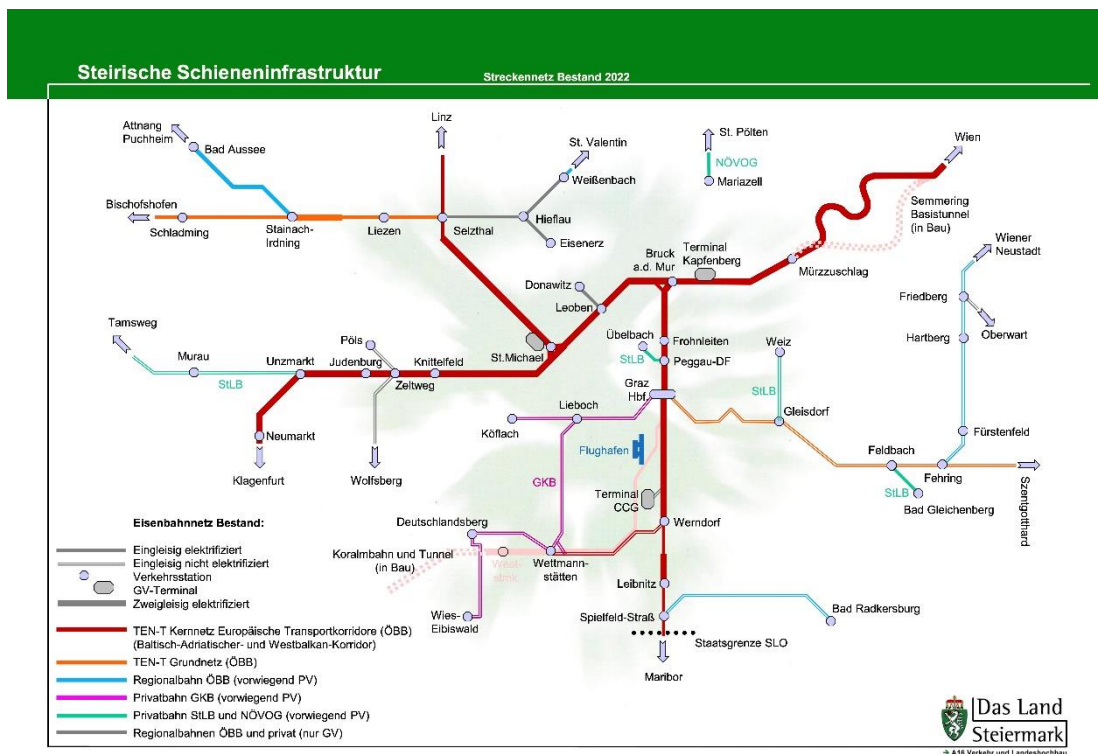 Steirische Schieneninfrastruktur
Streckennetz Bestand 2022
Attnang
Puchheim
Bad Aussee
Linz
St. Valentin
Weißenbach
St. Pölten
NÖVOG
Mariazell
Wien
Bischofshofen
Schladming
Stainach-
Irdning
Liezen
Selzthal
Hieflau
Eisenerz
Semmering
Basistunnel
(in Bau)
Bruck
a.d. Mur
Terminal
Kapfenberg
Mürzzuschlag
Wiener
Neustadt
Donawitz
Leoben
Friedberg
Oberwart
Tamsweg
Murau
StLB
Unzmarkt
Pöls
Judenburg
Zeltweg
Knittelfeld
St.Michael
Übelbach
StLB
Frohnleiten
Peggau-DF
Weiz
StLB
Hartberg
Graz
Hbf.
Lieboch
Köflach
Gleisdorf
Neumarkt
Klagenfurt
Wolfsberg
Flughafen
Feldbach
Fürstenfeld
Fehring
StLB
Bad Gleichenberg
Szentgotthard
GKB
Terminal
CCG
Deutschlandsberg
Werndorf
Koralmbahn und Tunnel
(in Bau)
West-
stmk.
Wettmann-
stätten
Leibnitz
Wies-
Eibiswald
Spielfeld-Straß
Bad Radkersburg
Staatsgrenze SLO
Maribor
Eisenbahnnetz Bestand:
Eingleisig elektrifiziert
Eingleisig nicht elektrifiziert
Verkehrsstation
GV-Terminal
Zweigleisig elektrifiziert
TEN-T Kernnetz Europäische Transportkorridore (ÖBB)
(Baltisch-Adriatischer- und Westbalkan-Korridor)
TEN-T Grundnetz (ÖBB)
Regionalbahn ÖBB (vorwiegend PV)
Privatbahn GKB (vorwiegend PV)
Privatbahn StLB und NÖVOG (vorwiegend PV)
Regionalbahnen ÖBB und privat (nur GV)
Das Land
Steiermark
→ A16 Verkehr und Landeshochbau